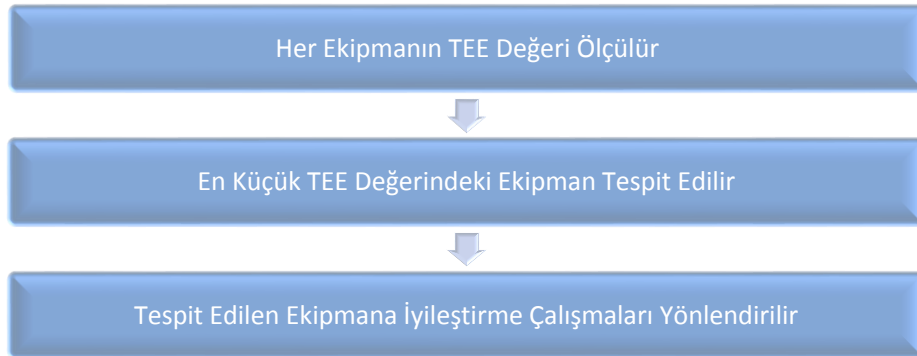 Her Ekipmanın TEE Değeri Ölçülür
En Küçük TEE Değerindeki Ekipman Tespit Edilir
Tespit Edilen Ekipmana İyileştirme Çalışmaları Yönlendirilir